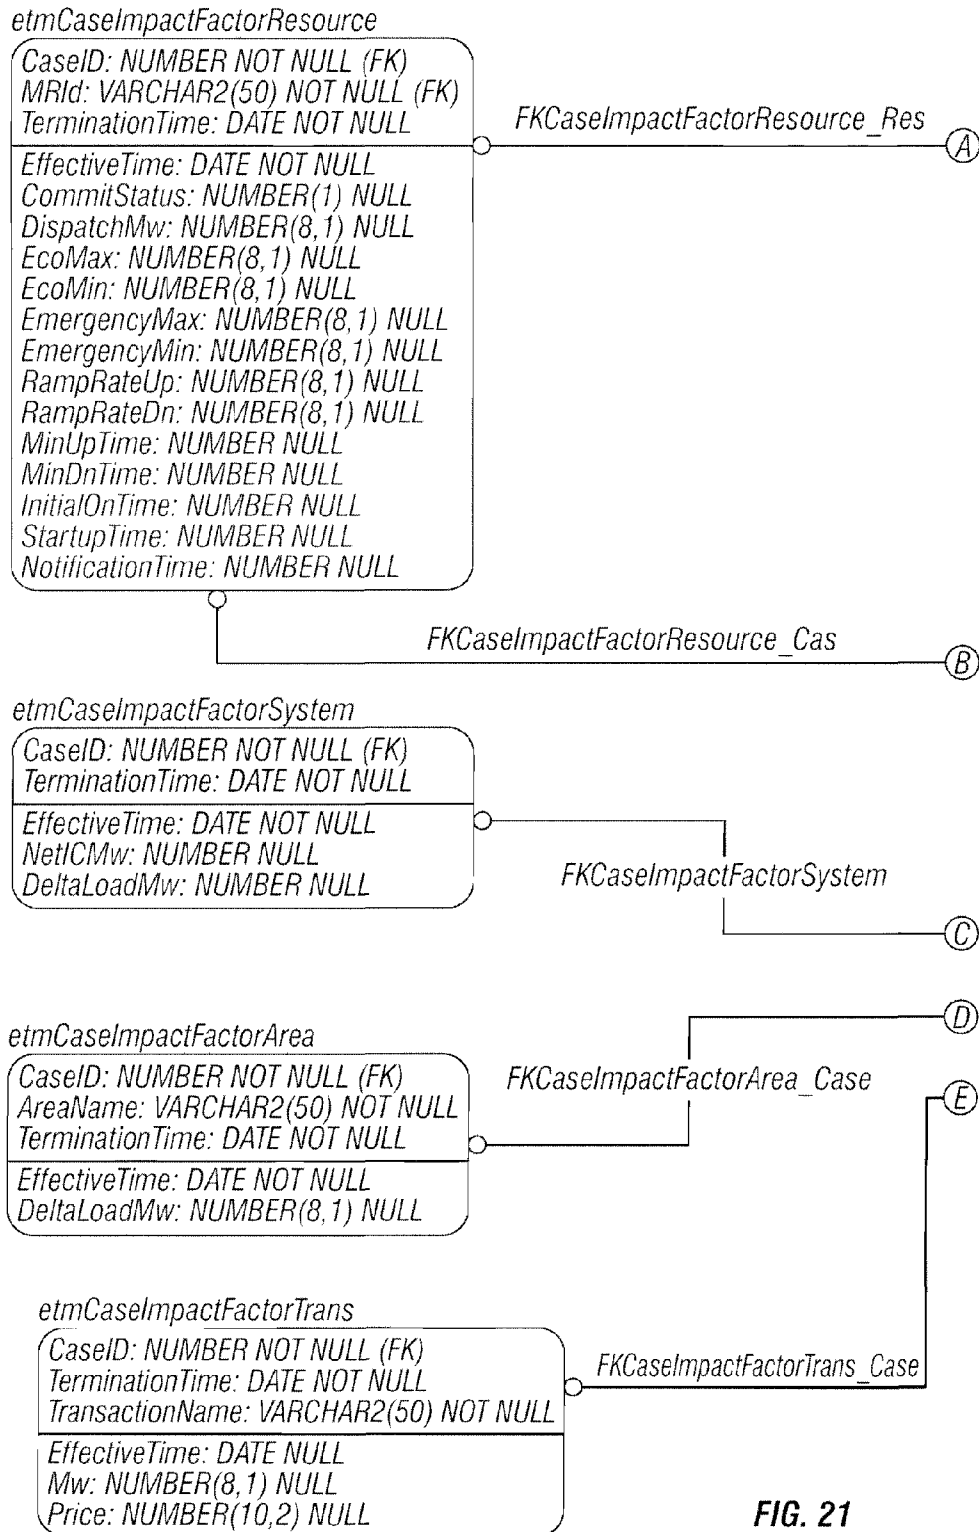 etmCaseImpactFactorResource
CaseID: NUMBER NOT NULL (FK)
MRId: VARCHAR2(50) NOT NULL (FK)
TerminationTime: DATE NOT NULL
EffectiveTime: DATE NOT NULL
CommitStatus: NUMBER(1) NULL
DispatchMw: NUMBER(8,1) NULL
EcoMax: NUMBER(8,1) NULL
EcoMin: NUMBER(8,1) NULL
EmergencyMax: NUMBER(8,1) NULL
EmergencyMin: NUMBER(8,1) NULL
RampRateUp: NUMBER(8,1) NULL
RampRateDn: NUMBER(8,1) NULL
MinUpTime: NUMBER NULL
MinDnTime: NUMBER NULL
InitialOnTime: NUMBER NULL
StartupTime: NUMBER NULL
NotificationTime: NUMBER NULL
FKCaseImpactFactorResource_Res
A
FKCaseImpactFactorResource_Cas
B
etmCaseImpactFactorSystem
CaseID: NUMBER NOT NULL (FK)
TerminationTime: DATE NOT NULL
EffectiveTime: DATE NOT NULL
NetICMw: NUMBER NULL
DeltaLoadMw: NUMBER NULL
FKCaseImpactFactorSystem
C
D
etmCaseImpactFactorArea
CaseID: NUMBER NOT NULL (FK)
AreaName: VARCHAR2(50) NOT NULL
TerminationTime: DATE NOT NULL
EffectiveTime: DATE NOT NULL
DeltaLoadMw: NUMBER(8,1) NULL
FKCaseImpactFactorArea_Case
E
etmCaseImpactFactorTrans
CaseID: NUMBER NOT NULL (FK)
TerminationTime: DATE NOT NULL
TransactionName: VARCHAR2(50) NOT NULL
EffectiveTime: DATE NULL
Mw: NUMBER(8,1) NULL
Price: NUMBER(10,2) NULL
FKCaseImpactFactorTrans_Case
FIG. 21